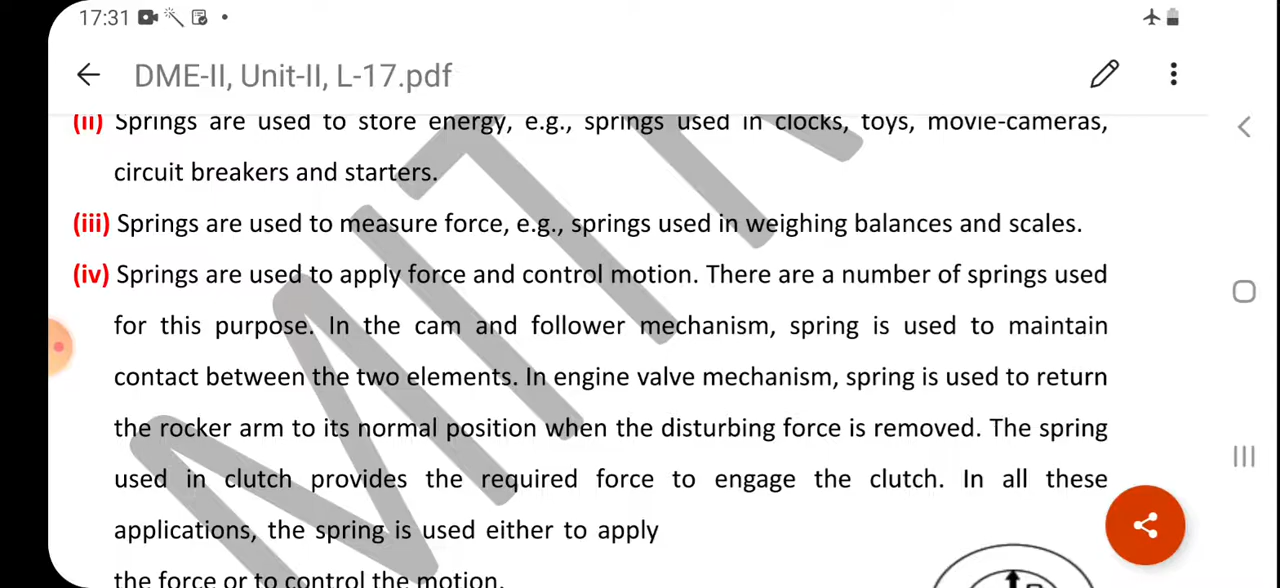 17:31
DME-II, Unit-II, L-17.pdf
(ii) Springs are used to store energy, e.g., springs used in clocks, toys, movie-cameras,
circuit breakers and starters.
(iii) Springs are used to measure force, e.g., springs used in weighing balances and scales.
(iv) Springs are used to apply force and control motion. There are a number of springs used
for this purpose. In the cam and follower mechanism, spring is used to maintain
contact between the two elements. In engine valve mechanism, spring is used to return
the rocker arm to its normal position when the disturbing force is removed. The spring
used in clutch provides the required force to engage the clutch. In all these
applications, the spring is used either to apply
the force or to control the motion.